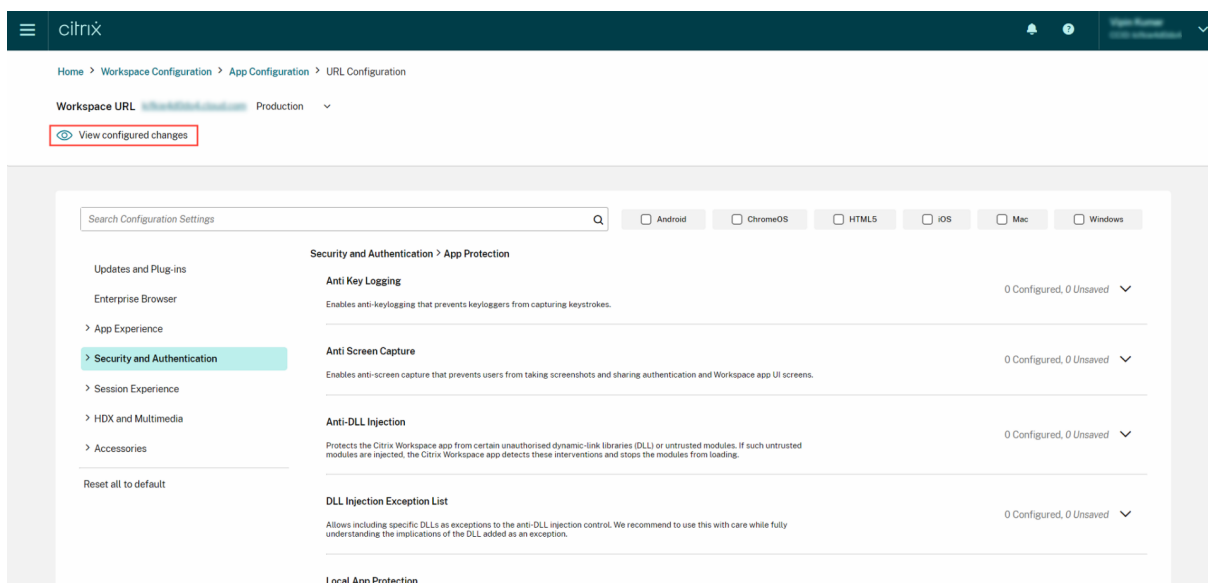 citrix
Home > Workspace Configuration > App Configuration > URL Configuration
Workspace URL Production
View configured changes
Search Configuration Settings
Android
ChromeOS
HTML5
iOS
Mac
Windows
Updates and Plug-ins
Enterprise Browser
> App Experience
> Security and Authentication
> Session Experience
> HDX and Multimedia
> Accessories
Reset all to default
Security and Authentication > App Protection
Anti Key Logging
Enables anti-keylogging that prevents keyloggers from capturing keystrokes.
0 Configured, 0 Unsaved
Anti Screen Capture
Enables anti-screen capture that prevents users from taking screenshots and sharing authentication and Workspace app UI screens.
0 Configured, 0 Unsaved
Anti-DLL Injection
Protects the Citrix Workspace app from certain unauthorised dynamic-link libraries (DLL) or untrusted modules. If such untrusted
modules are injected, the Citrix Workspace app detects these interventions and stops the modules from loading.
0 Configured, 0 Unsaved
DLL Injection Exception List
Allows including specific DLLs as exceptions to the anti-DLL injection control. We recommend to use this with care while fully
understanding the implications of the DLL added as an exception.
0 Configured, 0 Unsaved
Local App Protection